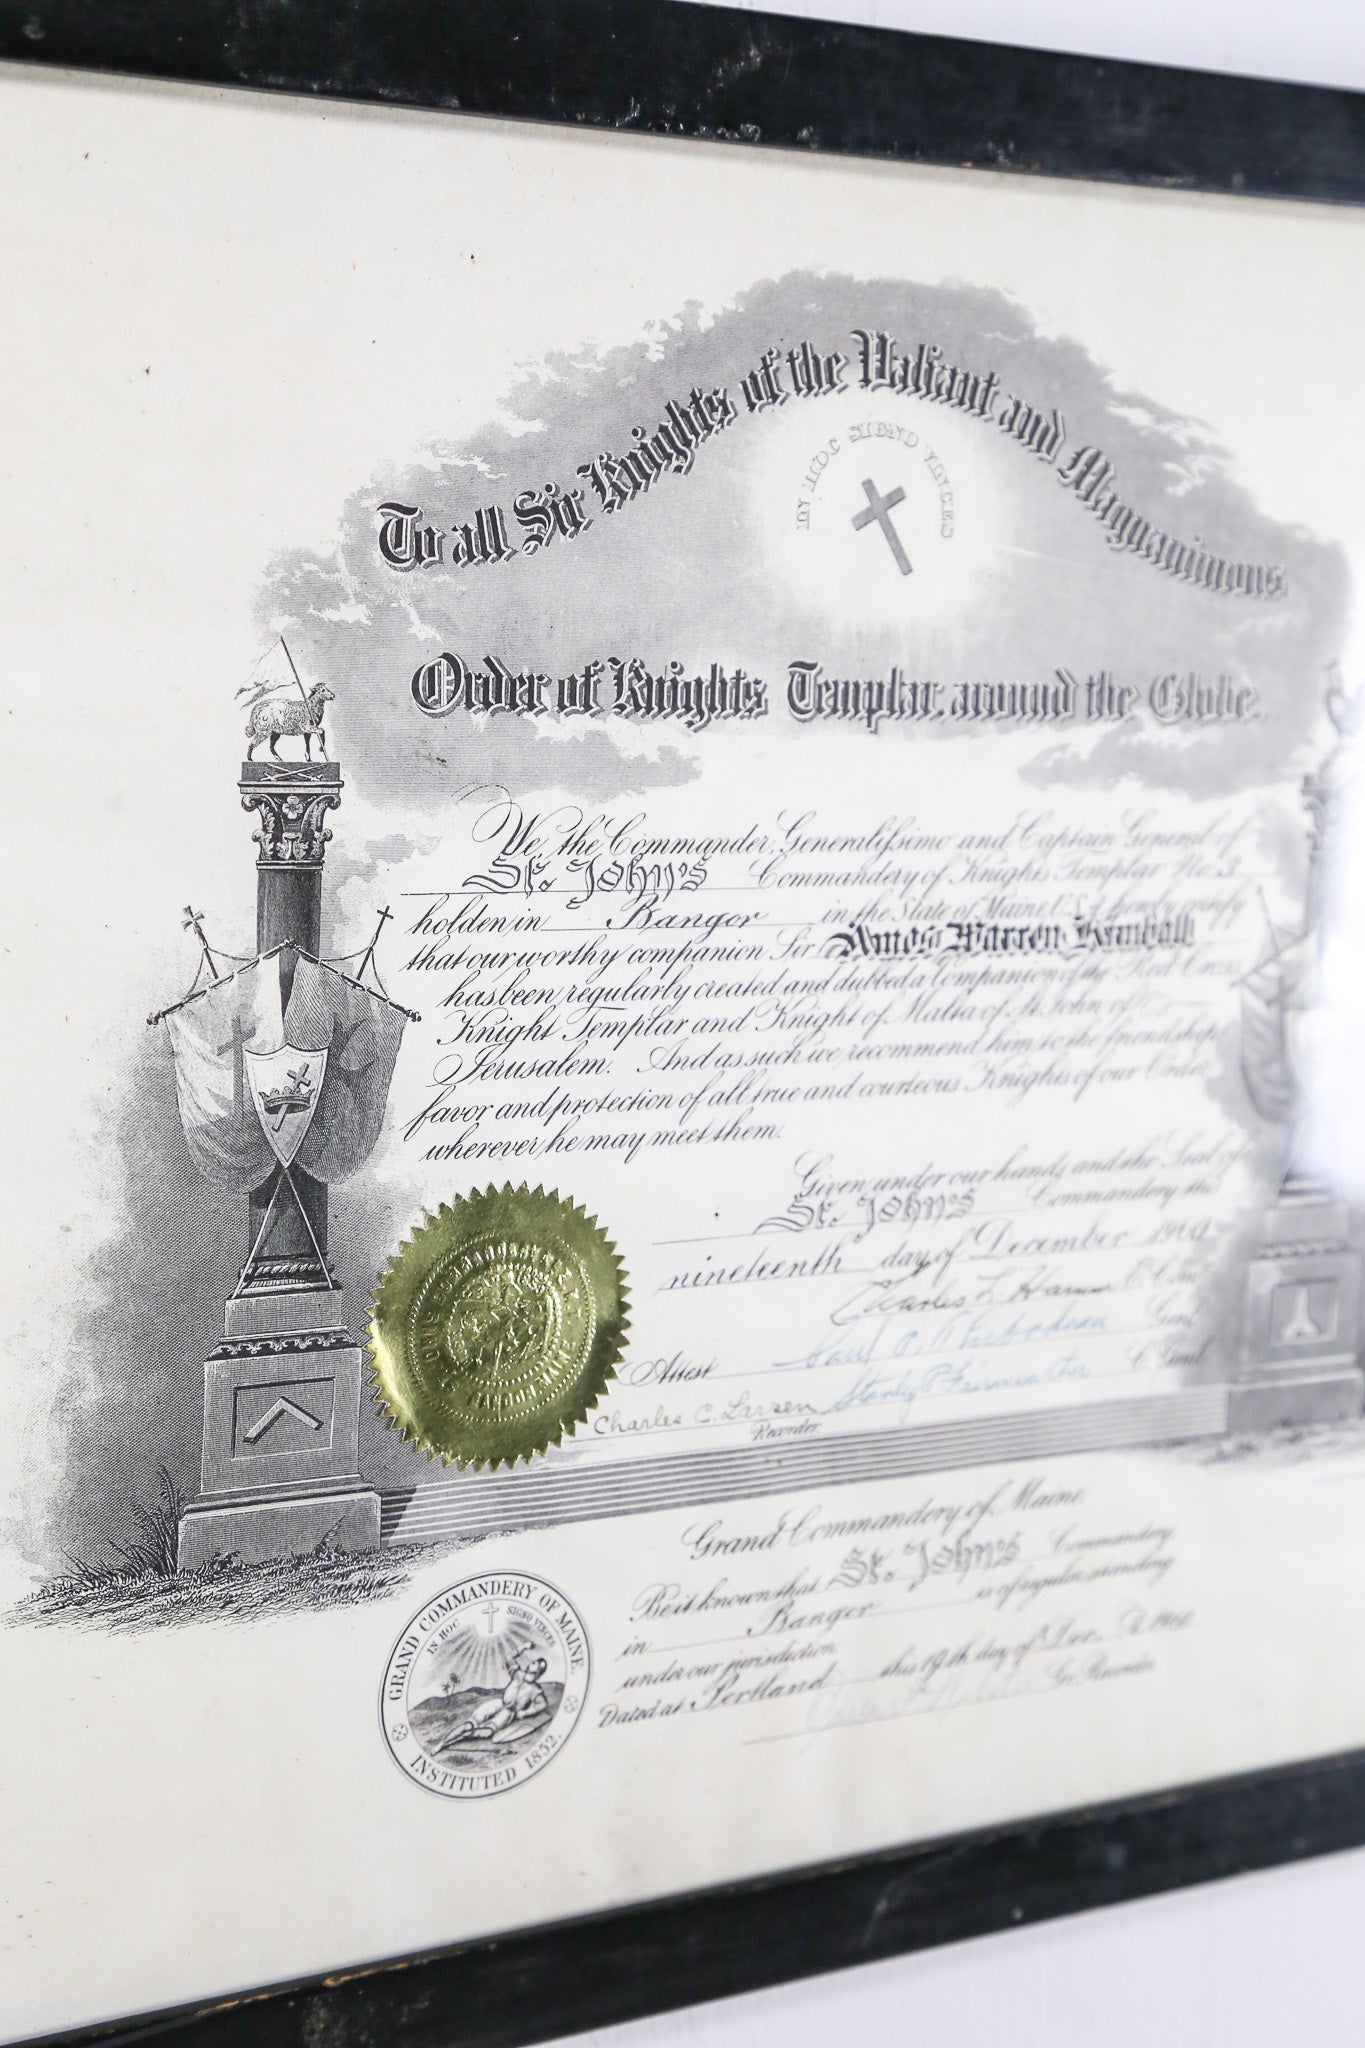 To all Sir Knights of the Valiant and Magnanimous
IN HOC SIGNO VINCES
Order of Knights Templar around the Globe.
We, the Commander, Generalissimo and Captain General of
St. John's Commandery of Knights Templar No. 3
holden in Bangor in the State of Maine, U.S.A. hereby certify
that our worthy companion Sir Amos Warren Kimball
has been regularly created and dubbed a Companion of the Red Cross
Knight Templar and Knight of Malta of St. John of
Jerusalem. And as such we recommend him to the friendship
favor and protection of all true and courteous Knights of our Order
wherever he may meet them.
Given under our hands and the Seal of
St. John's Commandery the
nineteenth day of December 1960
Charles L.
Paul
Attest Stanley Fairweather
Charles C. Larsen
Recorder.
Grand Commandery of Maine.
Be it known that St. John's Commandery
in Bangor is of regular standing
under our jurisdiction
Dated at Portland this 19th day of Dec. 1960
Gr. Recorder
GRAND COMMANDERY OF MAINE.
IN HOC SIGNO VINCES
INSTITUTED 1852.